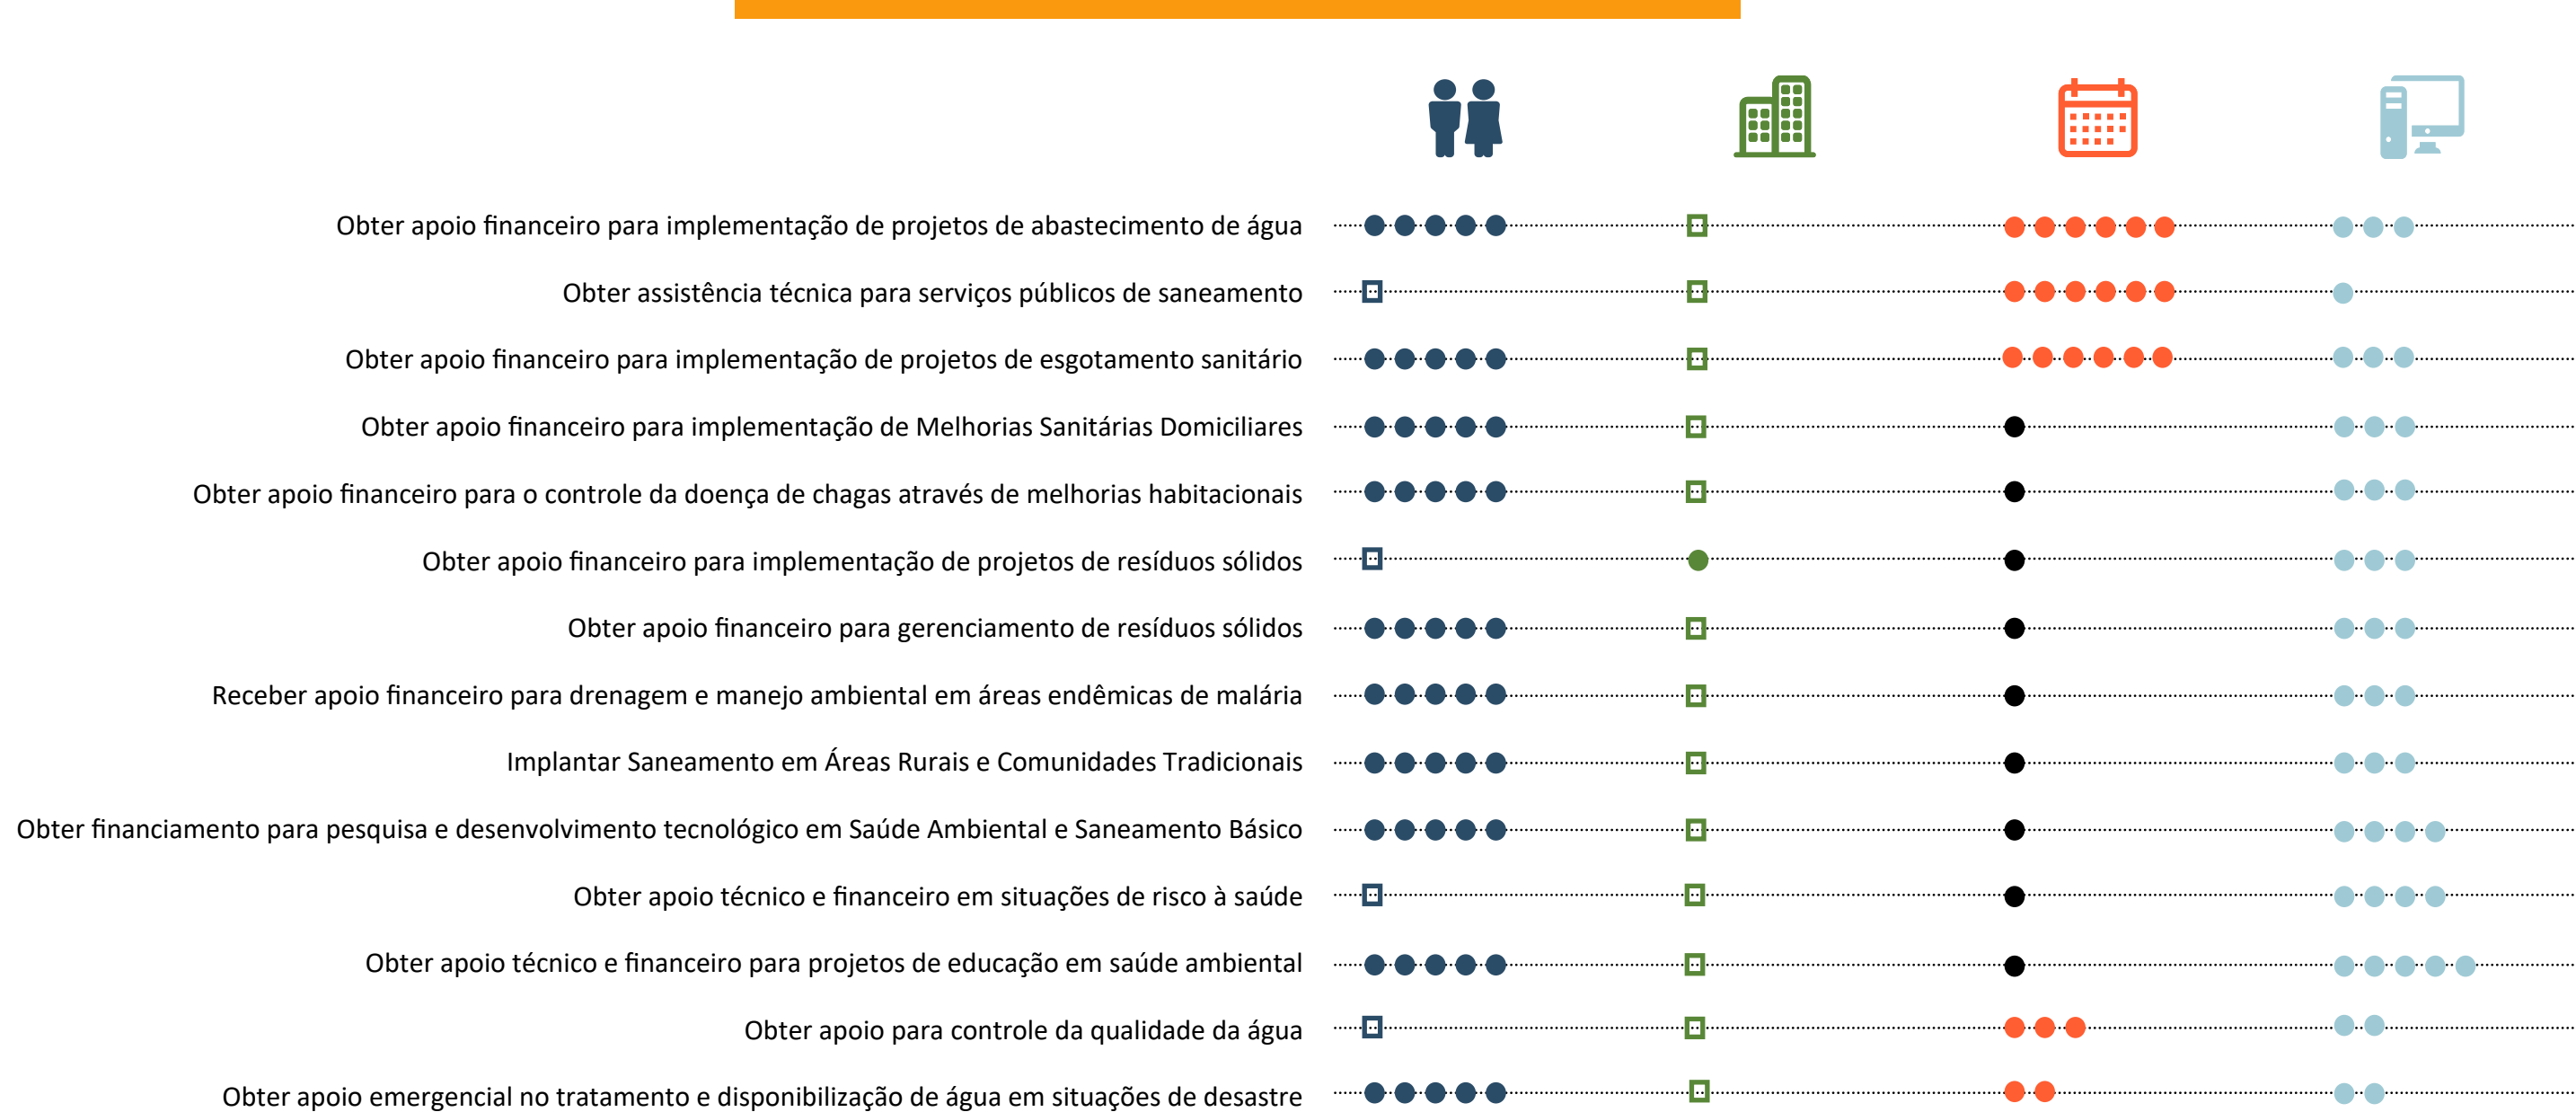 Obter apoio financeiro para implementação de projetos de abastecimento de água
Obter assistência técnica para serviços públicos de saneamento
Obter apoio financeiro para implementação de projetos de esgotamento sanitário
Obter apoio financeiro para implementação de Melhorias Sanitárias Domiciliares
Obter apoio financeiro para o controle da doença de chagas através de melhorias habitacionais
Obter apoio financeiro para implementação de projetos de resíduos sólidos
Obter apoio financeiro para gerenciamento de resíduos sólidos
Receber apoio financeiro para drenagem e manejo ambiental em áreas endêmicas de malária
Implantar Saneamento em Áreas Rurais e Comunidades Tradicionais
Obter financiamento para pesquisa e desenvolvimento tecnológico em Saúde Ambiental e Saneamento Básico
Obter apoio técnico e financeiro em situações de risco à saúde
Obter apoio técnico e financeiro para projetos de educação em saúde ambiental
Obter apoio para controle da qualidade da água
Obter apoio emergencial no tratamento e disponibilização de água em situações de desastre